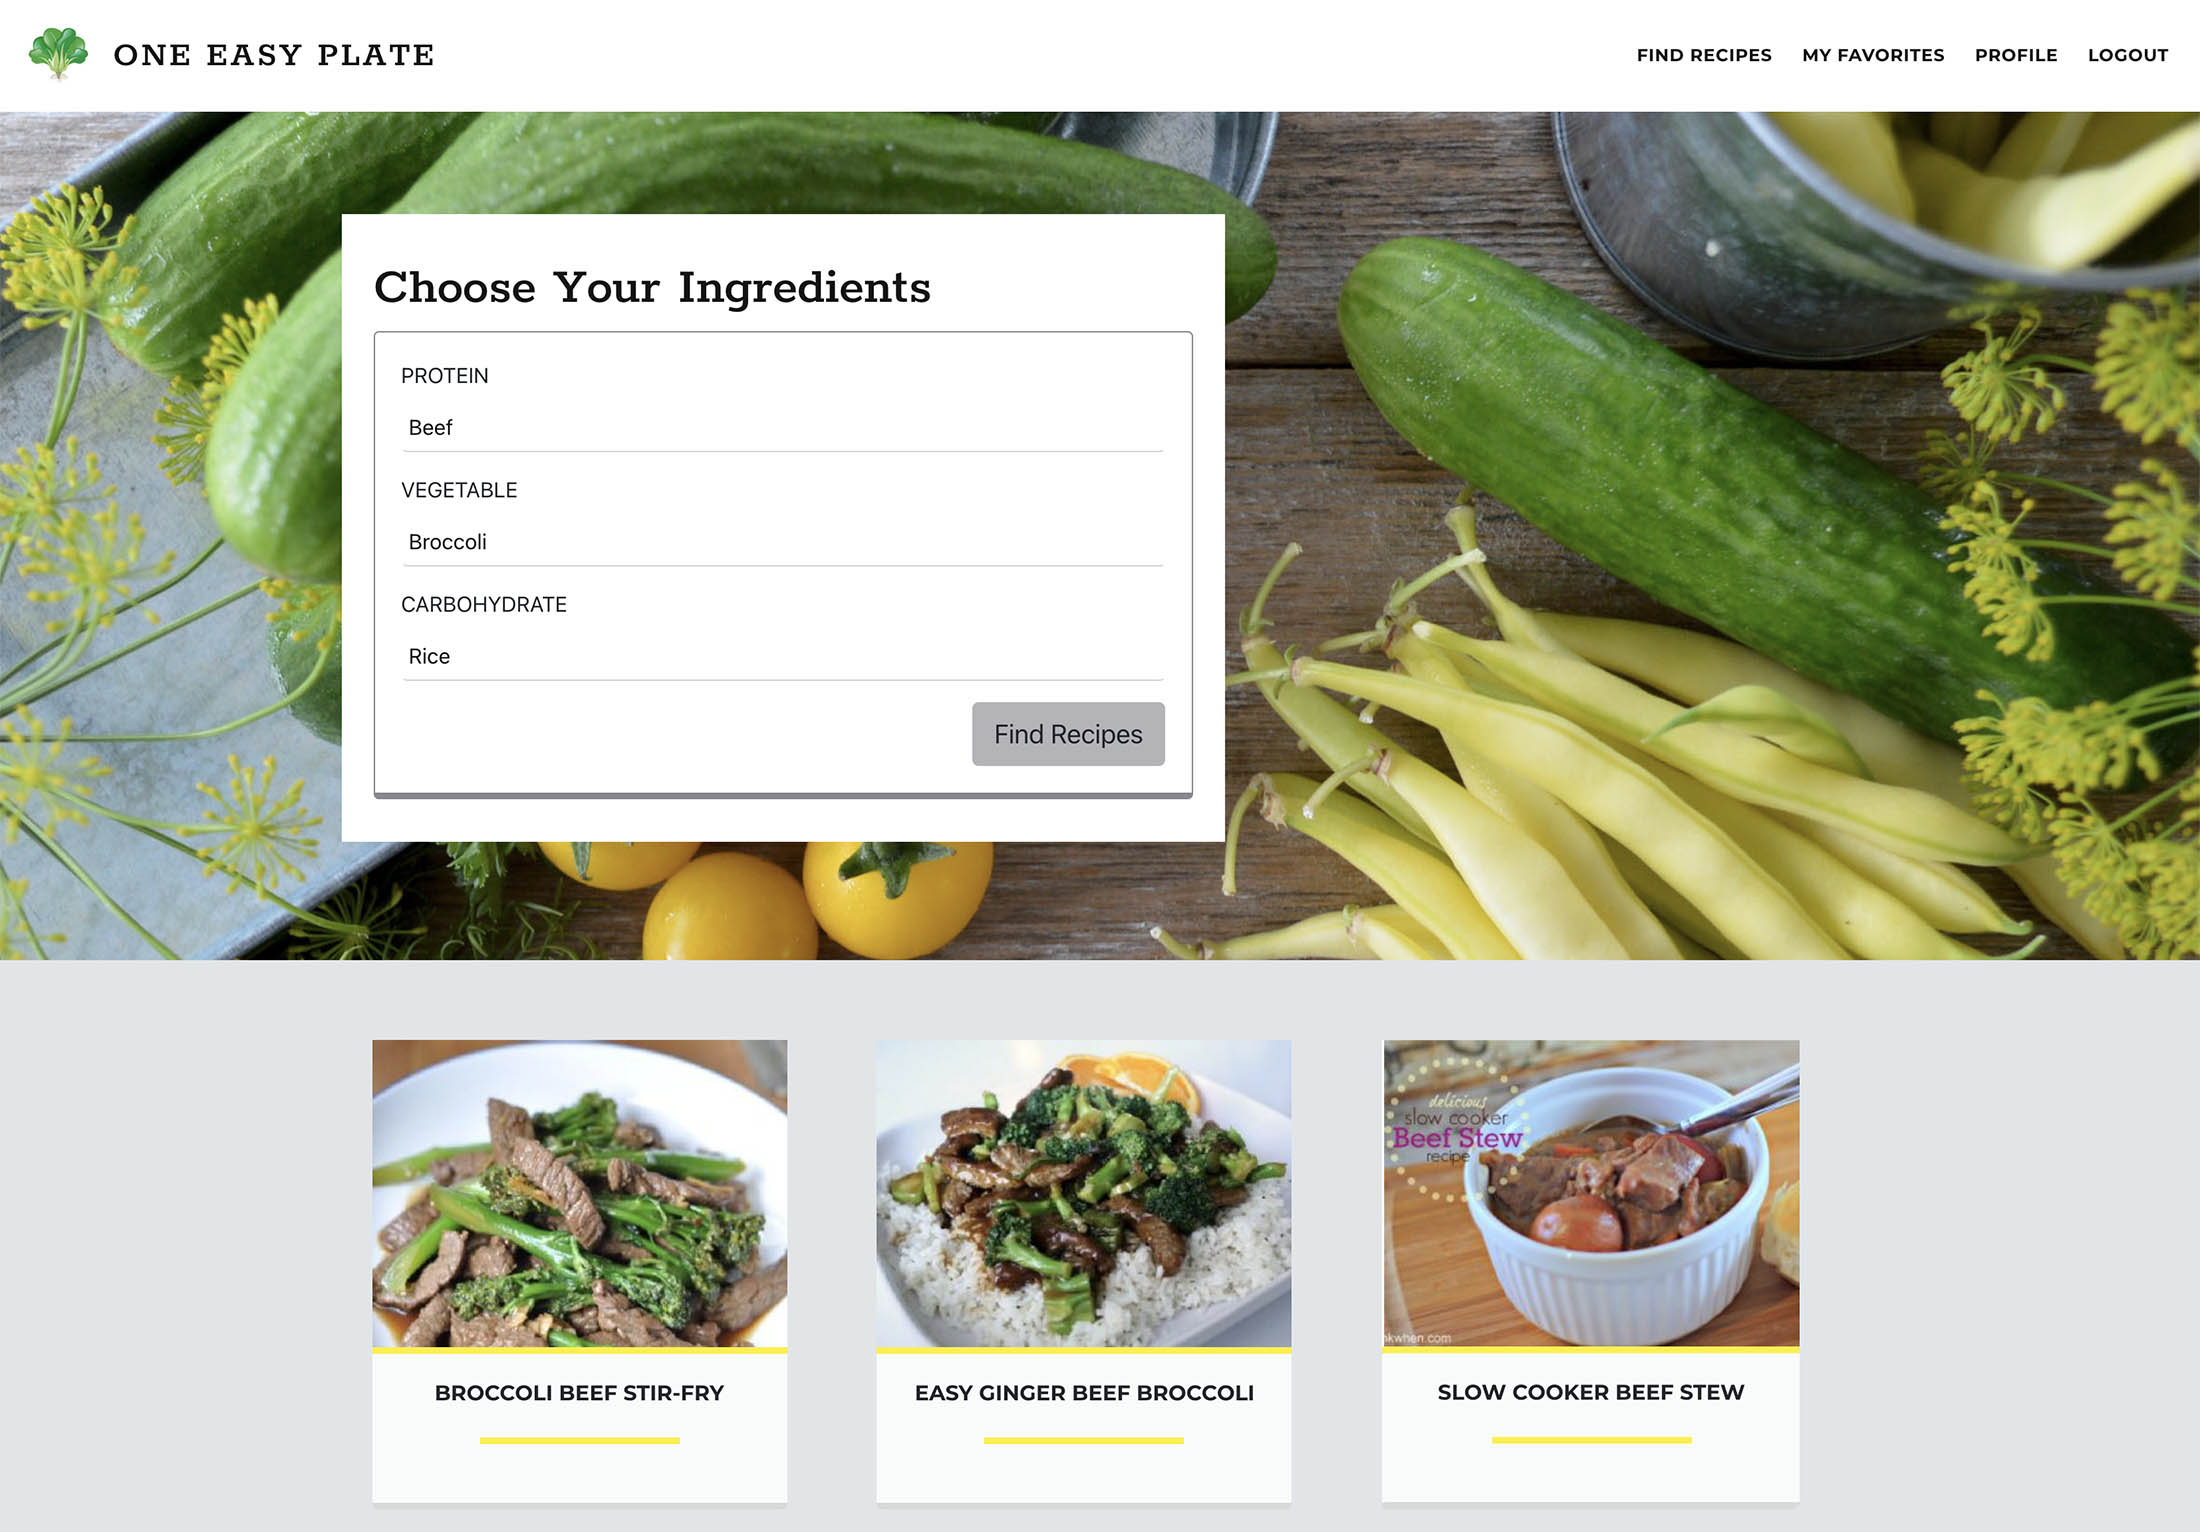 ONE EASY PLATE
FIND RECIPES MY FAVORITES PROFILE LOGOUT
Choose Your Ingredients
PROTEIN
Beef
VEGETABLE
Broccoli
CARBOHYDRATE
Rice
Find Recipes
delicious
slow cooker
Beef Stew
recipe
nkwhen.com
BROCCOLI BEEF STIR-FRY
EASY GINGER BEEF BROCCOLI
SLOW COOKER BEEF STEW